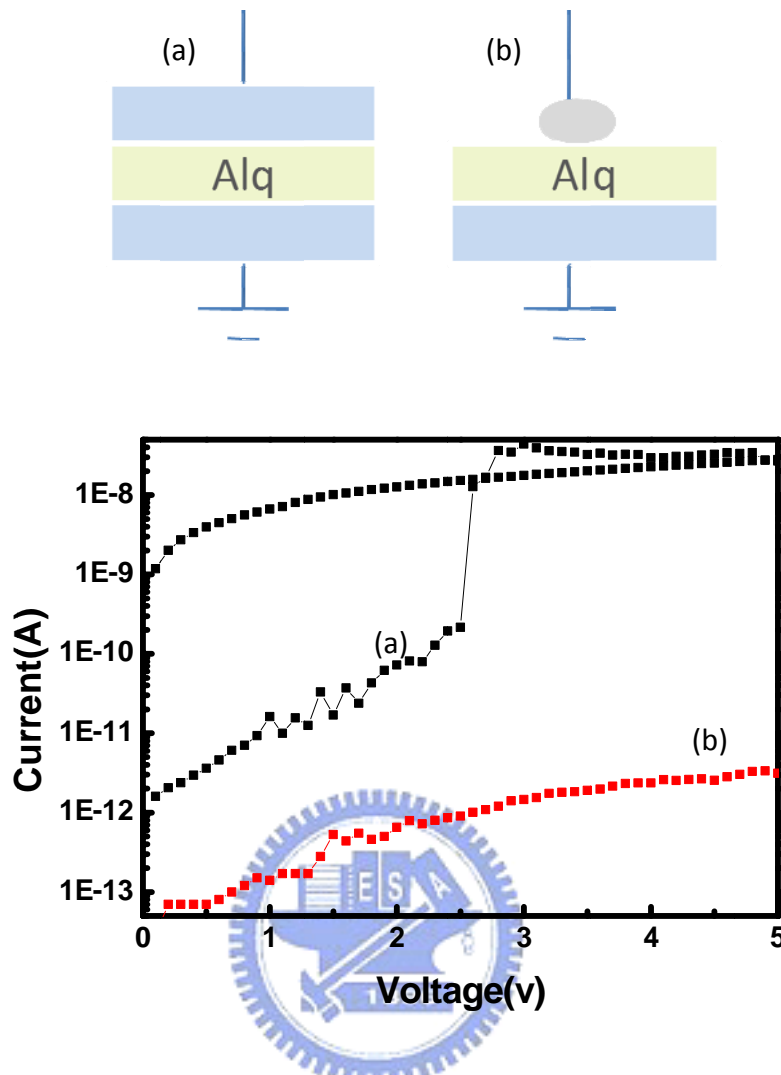 (a) (b)
Alq Alq
1E-8
1E-9
1E-10
1E-11
1E-12
1E-13
Current(A)
(a)
(b)
E S A
0 1 2 3 4 5
Voltage(v)